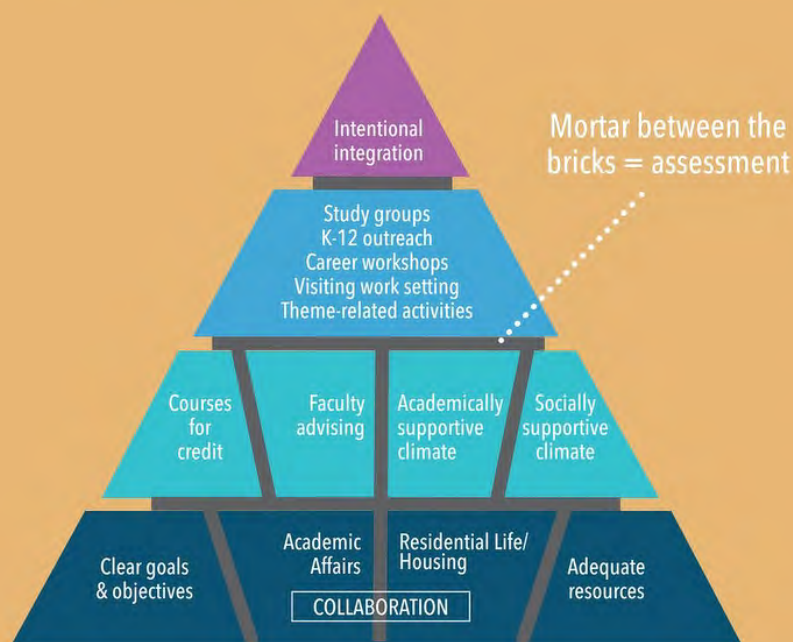 Intentional
integration
Mortar between the
bricks = assessment
Study groups
K-12 outreach
Career workshops
Visiting work setting
Theme-related activities
Courses
for
credit
Faculty
advising
Academically
supportive
climate
Socially
supportive
climate
Clear goals
& objectives
Academic
Affairs
Residential Life/
Housing
COLLABORATION
Adequate
resources